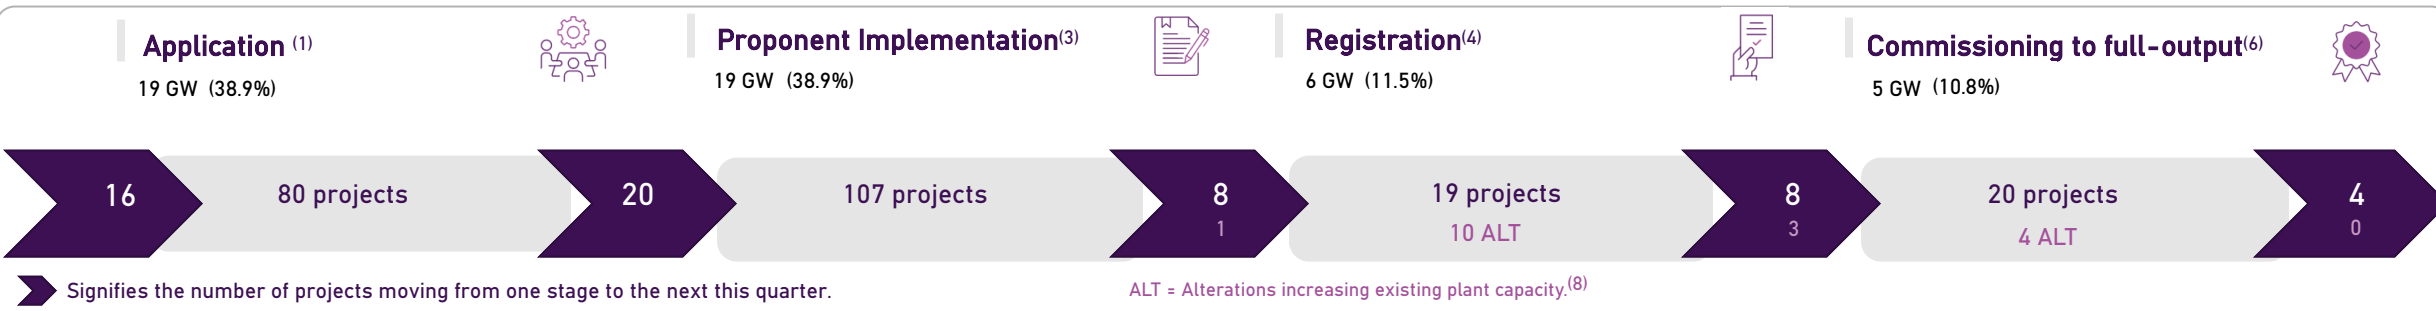 Application (1)
19 GW (38.9%)
Proponent Implementation(3)
19 GW (38.9%)
Registration(4)
6 GW (11.5%)
Commissioning to full-output(6)
5 GW (10.8%)
16
80 projects
20
107 projects
8
1
19 projects
10 ALT
8
3
20 projects
4 ALT
4
0
Signifies the number of projects moving from one stage to the next this quarter.
ALT = Alterations increasing existing plant capacity.(8)